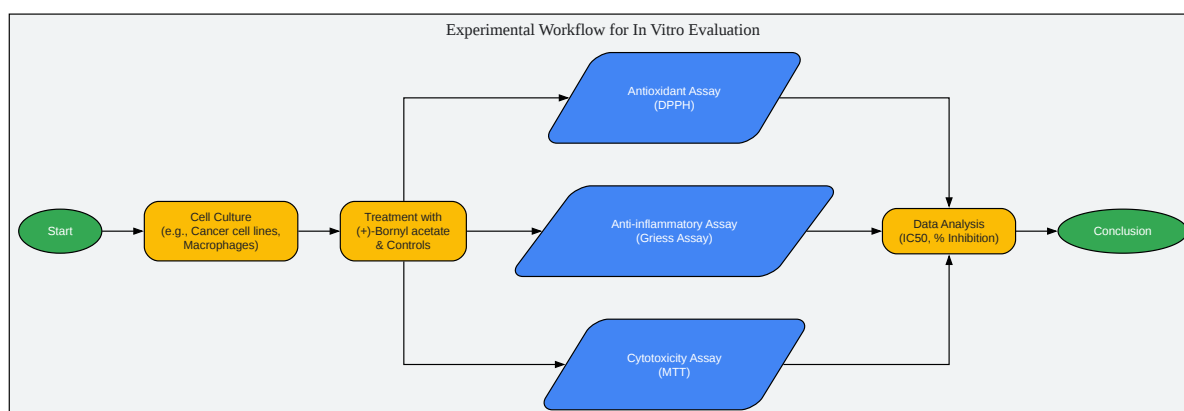 Experimental Workflow for In Vitro Evaluation
Start
Cell Culture
(e.g., Cancer cell lines,
Macrophages)
Treatment with
(+)-Bornyl acetate
& Controls
Antioxidant Assay
(DPPH)
Anti-inflammatory Assay
(Griess Assay)
Cytotoxicity Assay
(MTT)
Data Analysis
(IC50, % Inhibition)
Conclusion